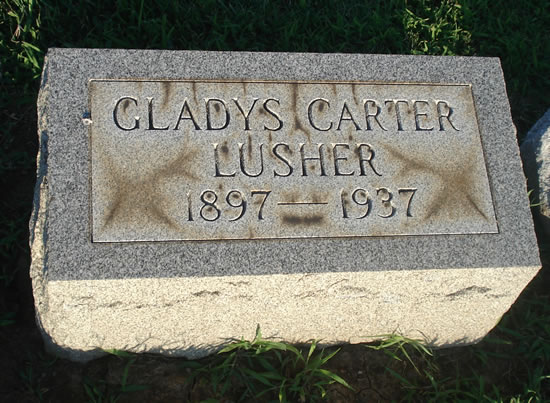 GLADYS CARTER
LUSHER
1897 — 1937